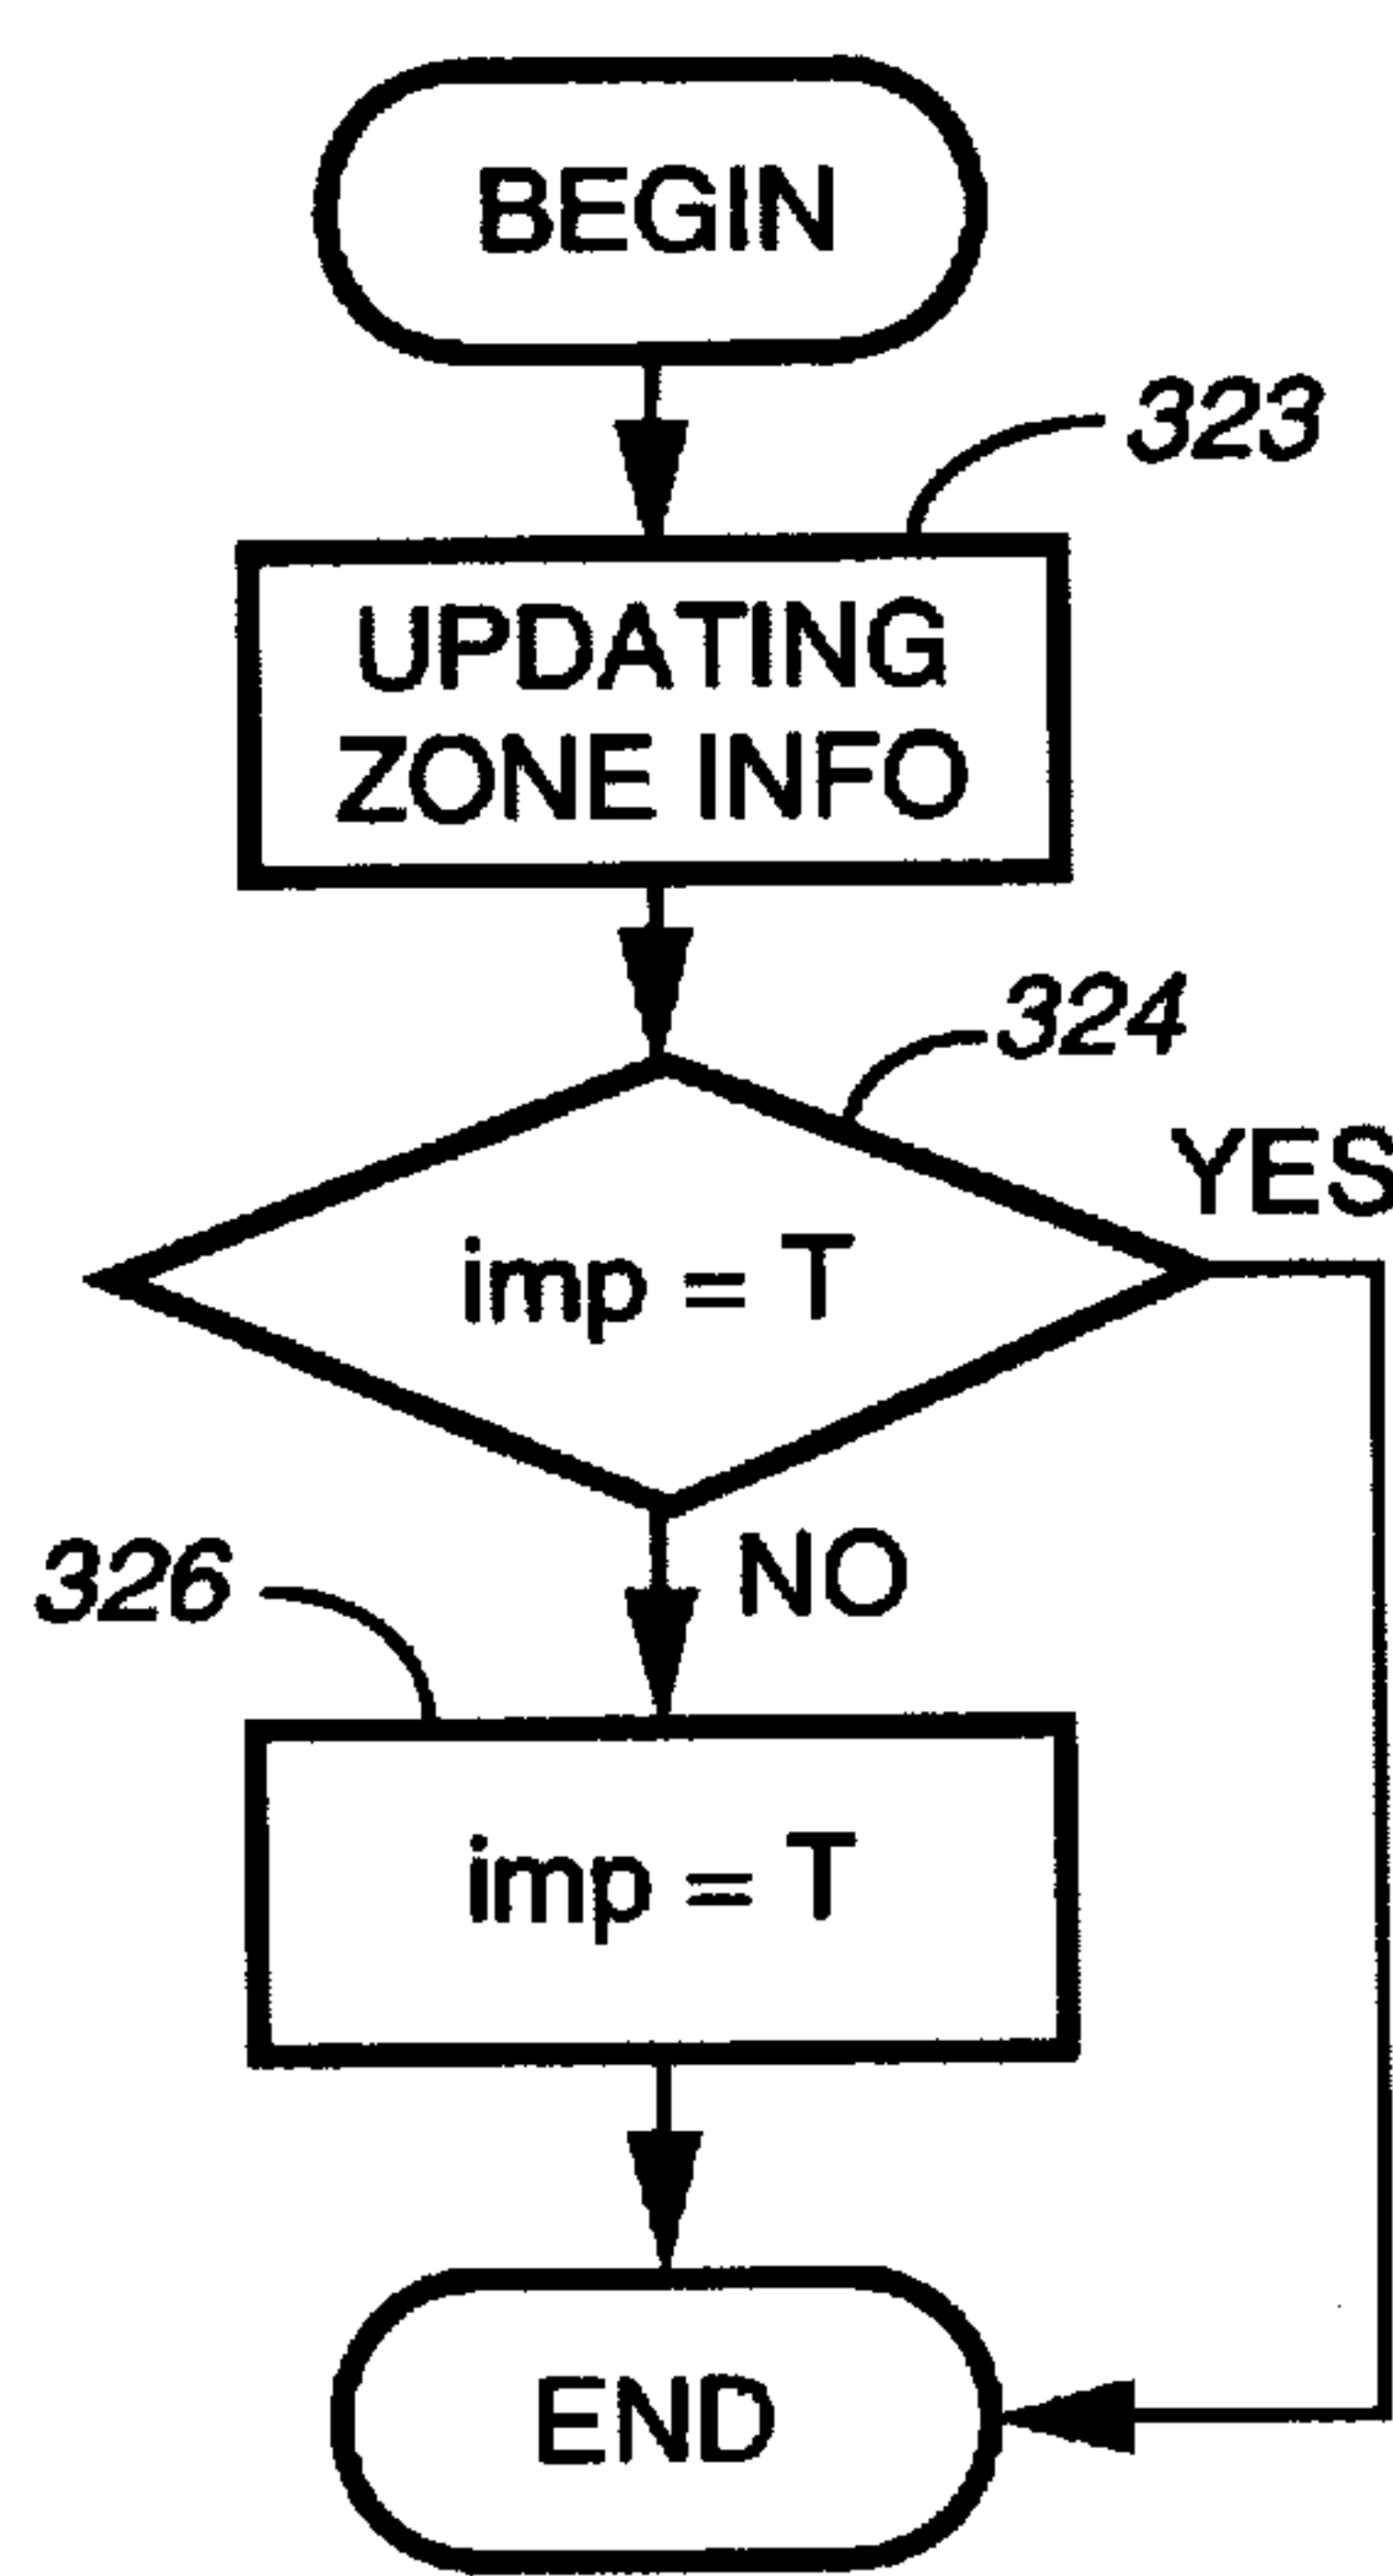 BEGIN
323
UPDATING
ZONE INFO
324
YES
imp = T
NO
326
imp = T
END